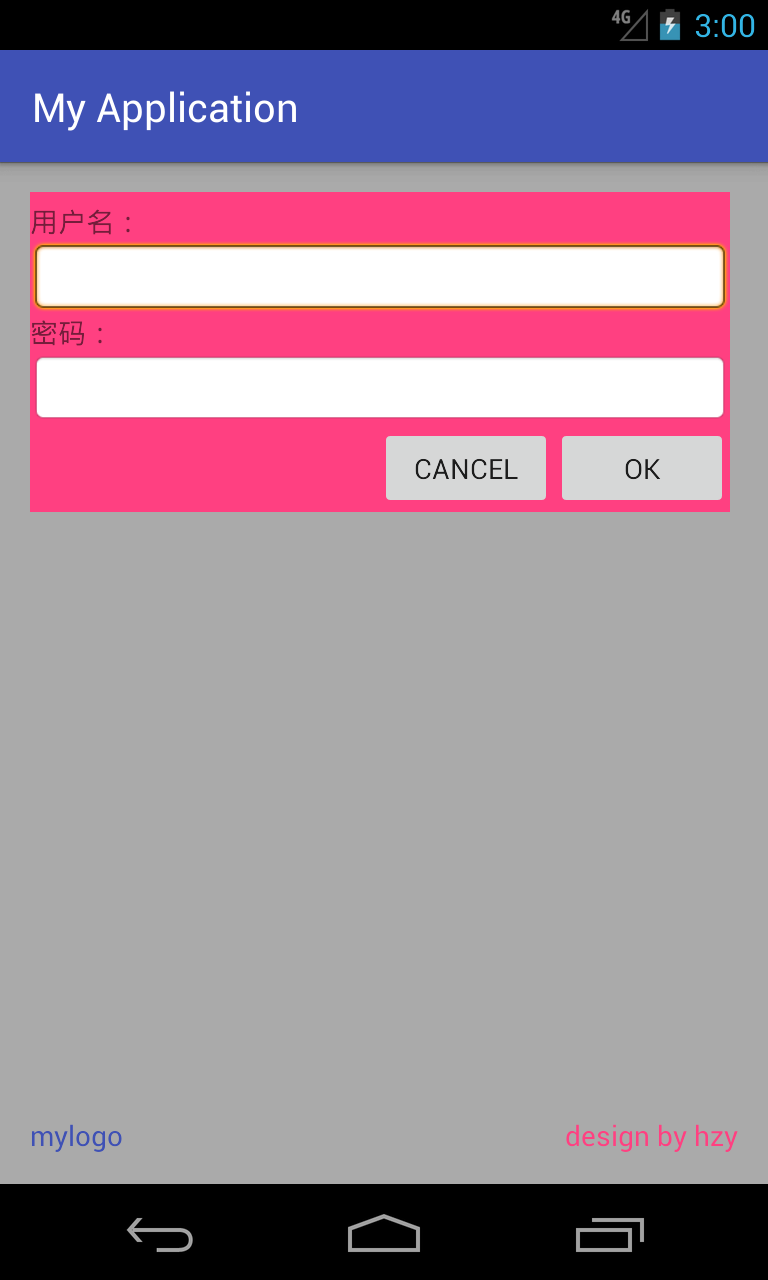 4G 3:00
My Application
用户名：
密码：
CANCEL OK
mylogo design by hzy